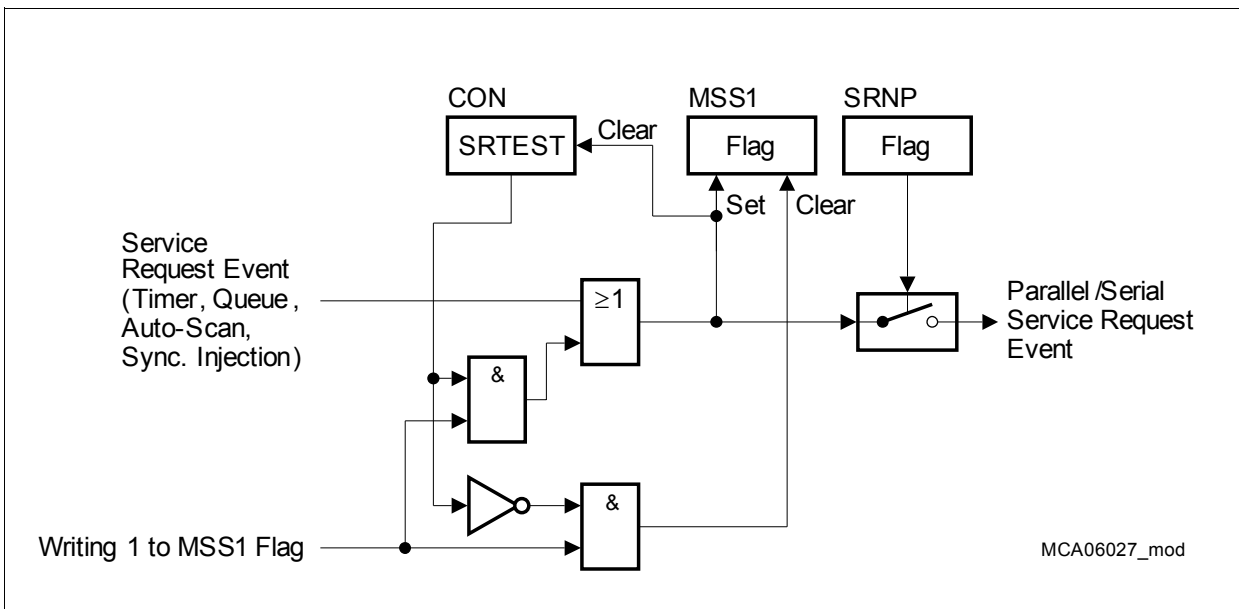 CON
MSS1
SRNP
SRTEST
Clear
Flag
Flag
Set
Clear
Service
Request Event
(Timer, Queue,
Auto-Scan,
Sync. Injection)
≥1
Parallel/Serial
Service Request
Event
&
&
Writing 1 to MSS1 Flag
MCA06027_mod